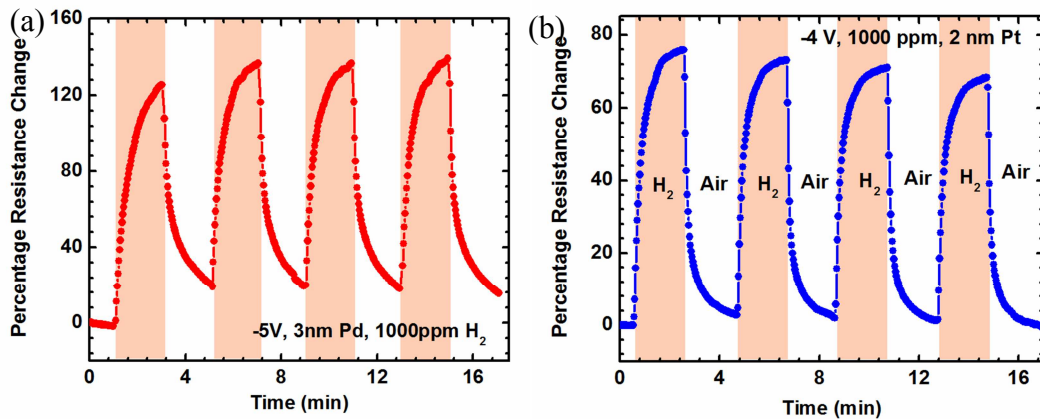 (a)
Percentage Resistance Change
160
120
80
40
0
-5V, 3nm Pd, 1000ppm H₂
0 4 8 12 16
Time (min)
(b)
Percentage Resistance Change
80
60
40
20
0
-4 V, 1000 ppm, 2 nm Pt
H₂ Air H₂ Air H₂ Air H₂ Air
0 4 8 12 16
Time (min)